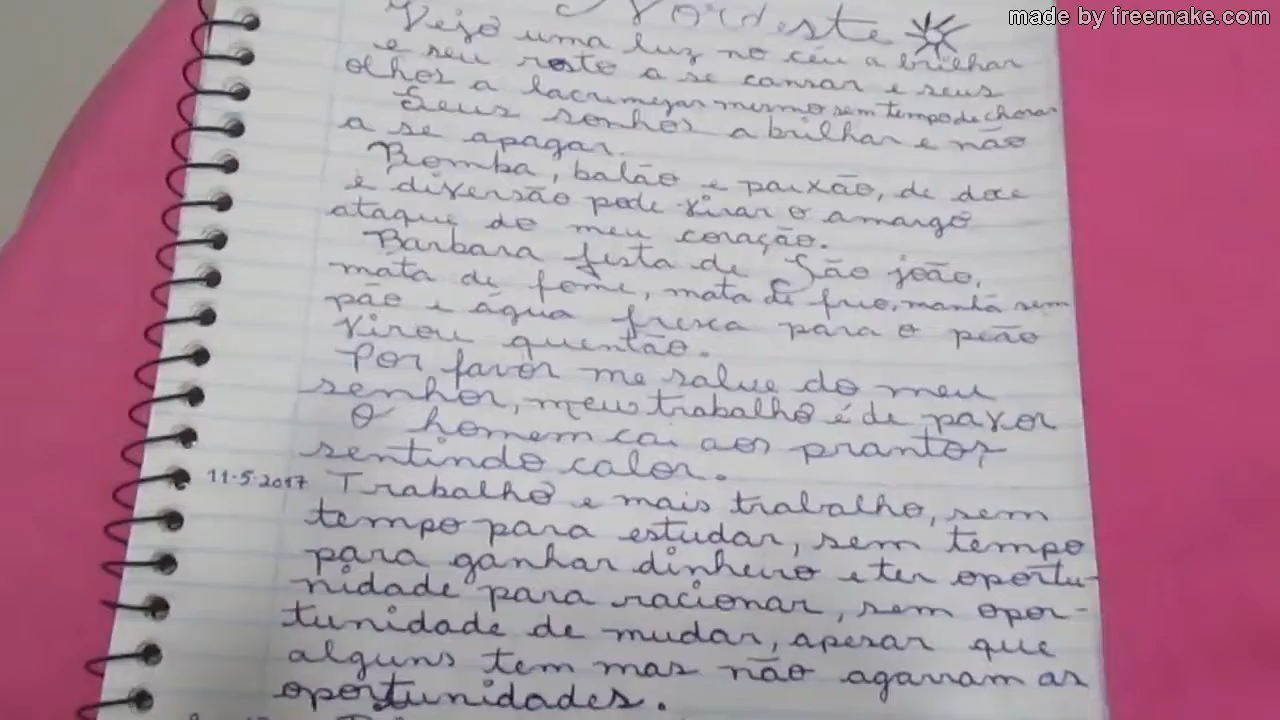 made by freemake.com
Nordeste
Vejo uma luz no céu a brilhar
e seu rosto a se cansar e seus
olhos a lacrimejar mesmo sem tempo de chorar
Seus sonhos a brilhar e não
a se apagar.
Bomba, balão e paixão, de doce
e diversão pode virar o amargo
ataque do meu coração.
Barbara festa de São joão,
mata de fome, mata de frio, manhã sem
pão e água fresca para o peão
virou quentão.
Por favor me salve do meu
senhor, meus trabalho é de pavor
O homem cai aos prantos
sentindo calor.
11-5-2017 Trabalho e mais trabalho, sem
tempo para estudar, sem tempo
para ganhar dinheiro e ter oportu-
nidade para racionar, sem opor-
tunidade de mudar, apesar que
alguns tem mas não agarram as
oportunidades.